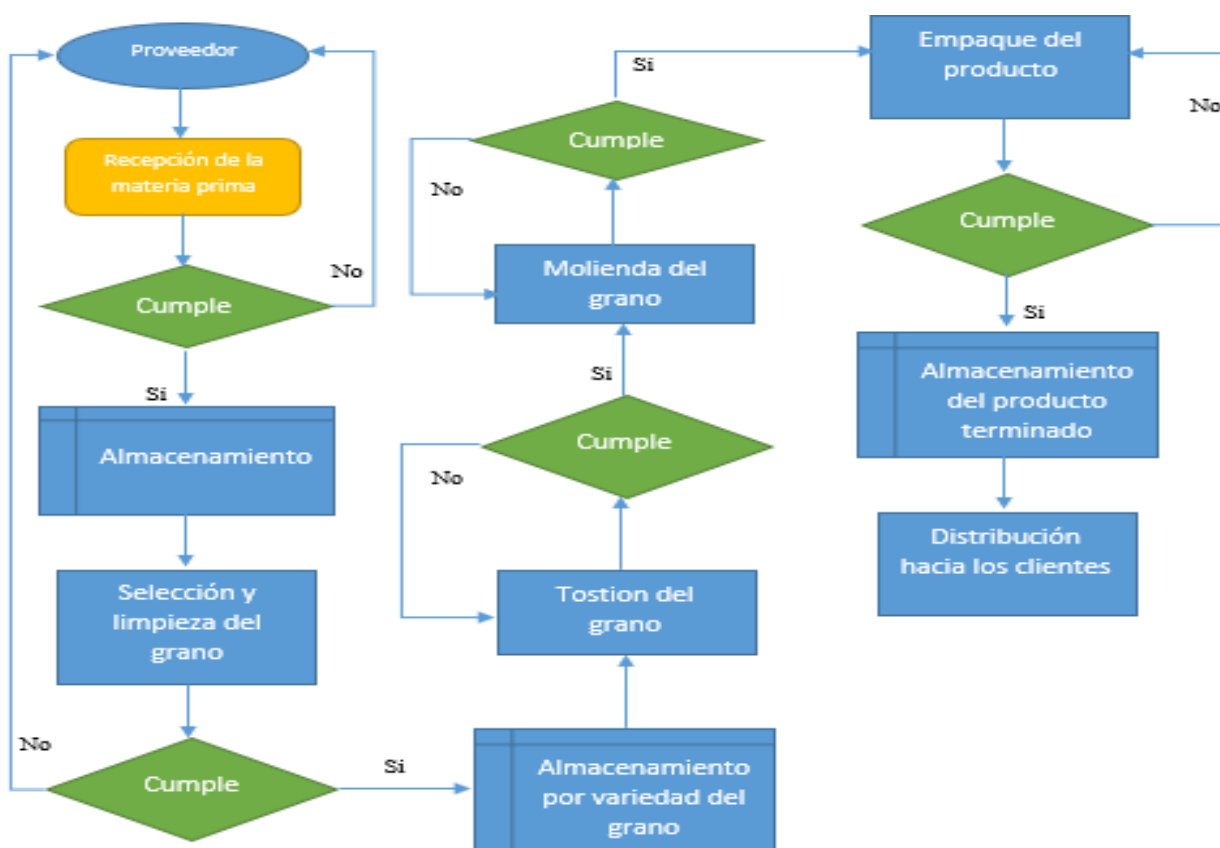 Proveedor
Recepción de la
materia prima
Cumple
No
Si
Almacenamiento
Selección y
limpieza del
grano
Cumple
No
Si
Almacenamiento
por variedad del
grano
Tostion del
grano
Cumple
No
Si
Molienda del
grano
Cumple
No
Si
Empaque del
producto
Cumple
No
Si
Almacenamiento
del producto
terminado
Distribución
hacia los clientes